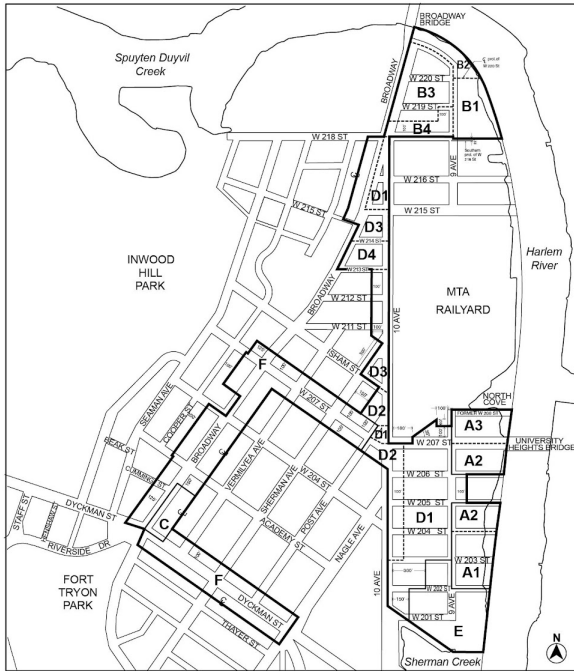 BROADWAY
BRIDGE
Spuyten Duyvil
Creek
BROADWAY
B2
W 220 ST
B3
B1
W 219 ST
B4
W 218 ST
9 AVE
W 216 ST
D1
W 215 ST
D3
W 214 ST
D4
W 213 ST
INWOOD
HILL
PARK
BROADWAY
W 212 ST
W 211 ST
10 AVE
MTA
RAILYARD
Harlem
River
ISHAM ST
F
D3
SEAMAN AVE
COOPER ST
W 207 ST
D2
D1
NORTH
COVE
A3
W 207 ST
UNIVERSITY
HEIGHTS BRIDGE
BROADWAY
VERMILYEA AVE
D2
A2
W 206 ST
BEAK ST
CUMMING ST
SHERMAN AVE
W 204 ST
POST AVE
W 205 ST
D1
A2
W 204 ST
DYCKMAN ST
STAFF ST
RIVERSIDE DR
C
ACADEMY ST
NAGLE AVE
W 203 ST
A1
FORT
TRYON
PARK
F
DYCKMAN ST
THAYER ST
10 AVE
W 202 ST
9 AVE
W 201 ST
E
Sherman Creek
N